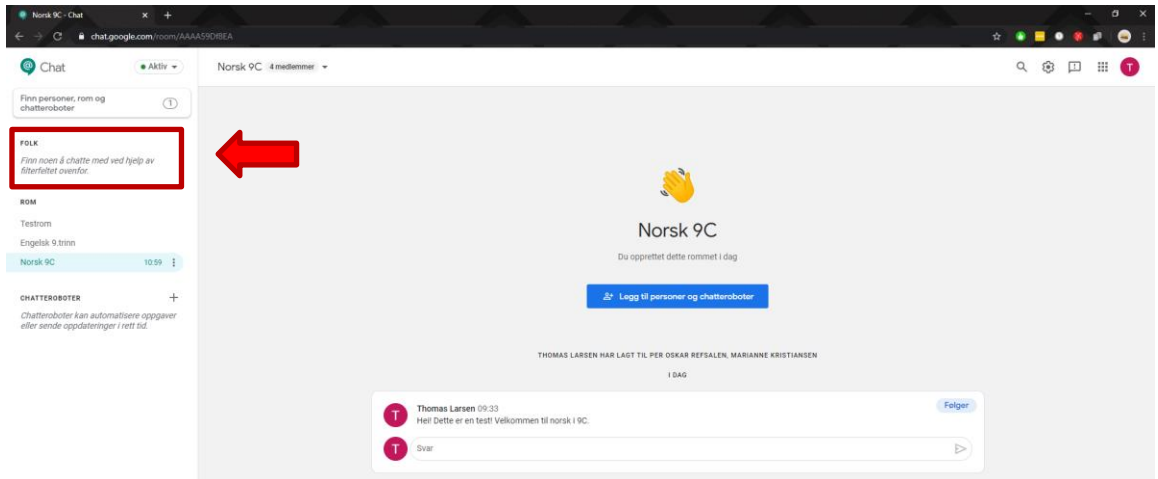 Norsk 9C - Chat
chat.google.com/room/AAAA59Df8EA
Chat
Aktiv
Norsk 9C 4 medlemmer
T
Finn personer, rom og
chatteroboter
1
FOLK
Finn noen å chatte med ved hjelp av
filterfeltet ovenfor.
ROM
Testrom
Engelsk 9.trinn
Norsk 9C 10:59
CHATTEROBOTER
Chatteroboter kan automatisere oppgaver
eller sende oppdateringer i rett tid.
Norsk 9C
Du opprettet dette rommet i dag
Legg til personer og chatteroboter
THOMAS LARSEN HAR LAGT TIL PER OSKAR REFSALEN, MARIANNE KRISTIANSEN
I DAG
T
Thomas Larsen 09:33
Følger
Hei! Dette er en test! Velkommen til norsk i 9C.
T
Svar